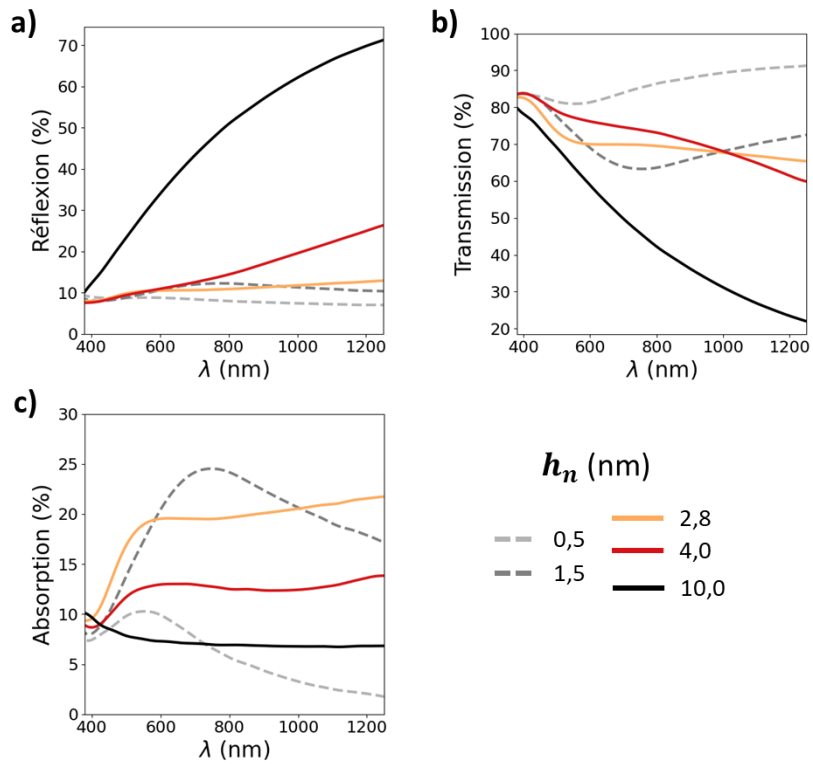 a)
70
60
50
40
30
20
10
0
Réflexion (%)
400 600 800 1000 1200
λ (nm)
b)
100
90
80
70
60
50
40
30
20
Transmission (%)
400 600 800 1000 1200
λ (nm)
c)
30
25
20
15
10
5
0
Absorption (%)
400 600 800 1000 1200
λ (nm)
hₙ (nm)
0,5
1,5
2,8
4,0
10,0